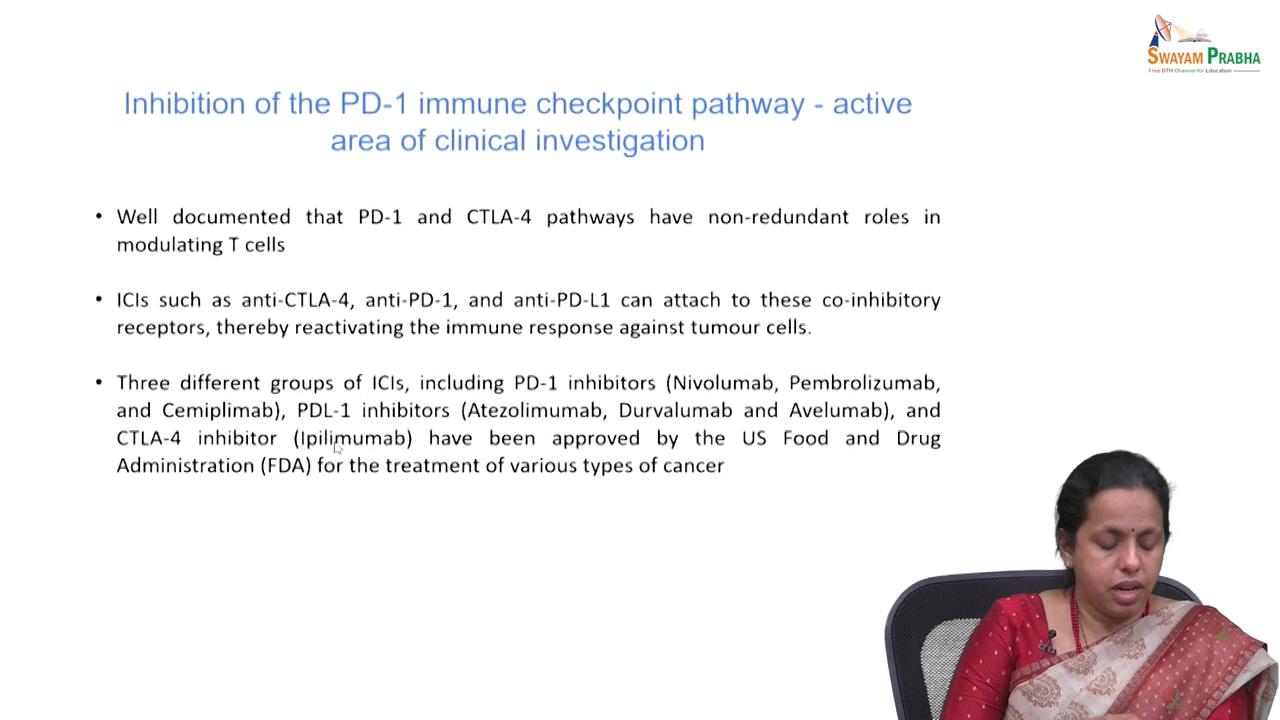 SWAYAM PRABHA
Free DTH Channel for Education
Inhibition of the PD-1 immune checkpoint pathway - active
area of clinical investigation
• Well documented that PD-1 and CTLA-4 pathways have non-redundant roles in
modulating T cells
• ICIs such as anti-CTLA-4, anti-PD-1, and anti-PD-L1 can attach to these co-inhibitory
receptors, thereby reactivating the immune response against tumour cells.
• Three different groups of ICIs, including PD-1 inhibitors (Nivolumab, Pembrolizumab,
and Cemiplimab), PDL-1 inhibitors (Atezolimumab, Durvalumab and Avelumab), and
CTLA-4 inhibitor (Ipilimumab) have been approved by the US Food and Drug
Administration (FDA) for the treatment of various types of cancer